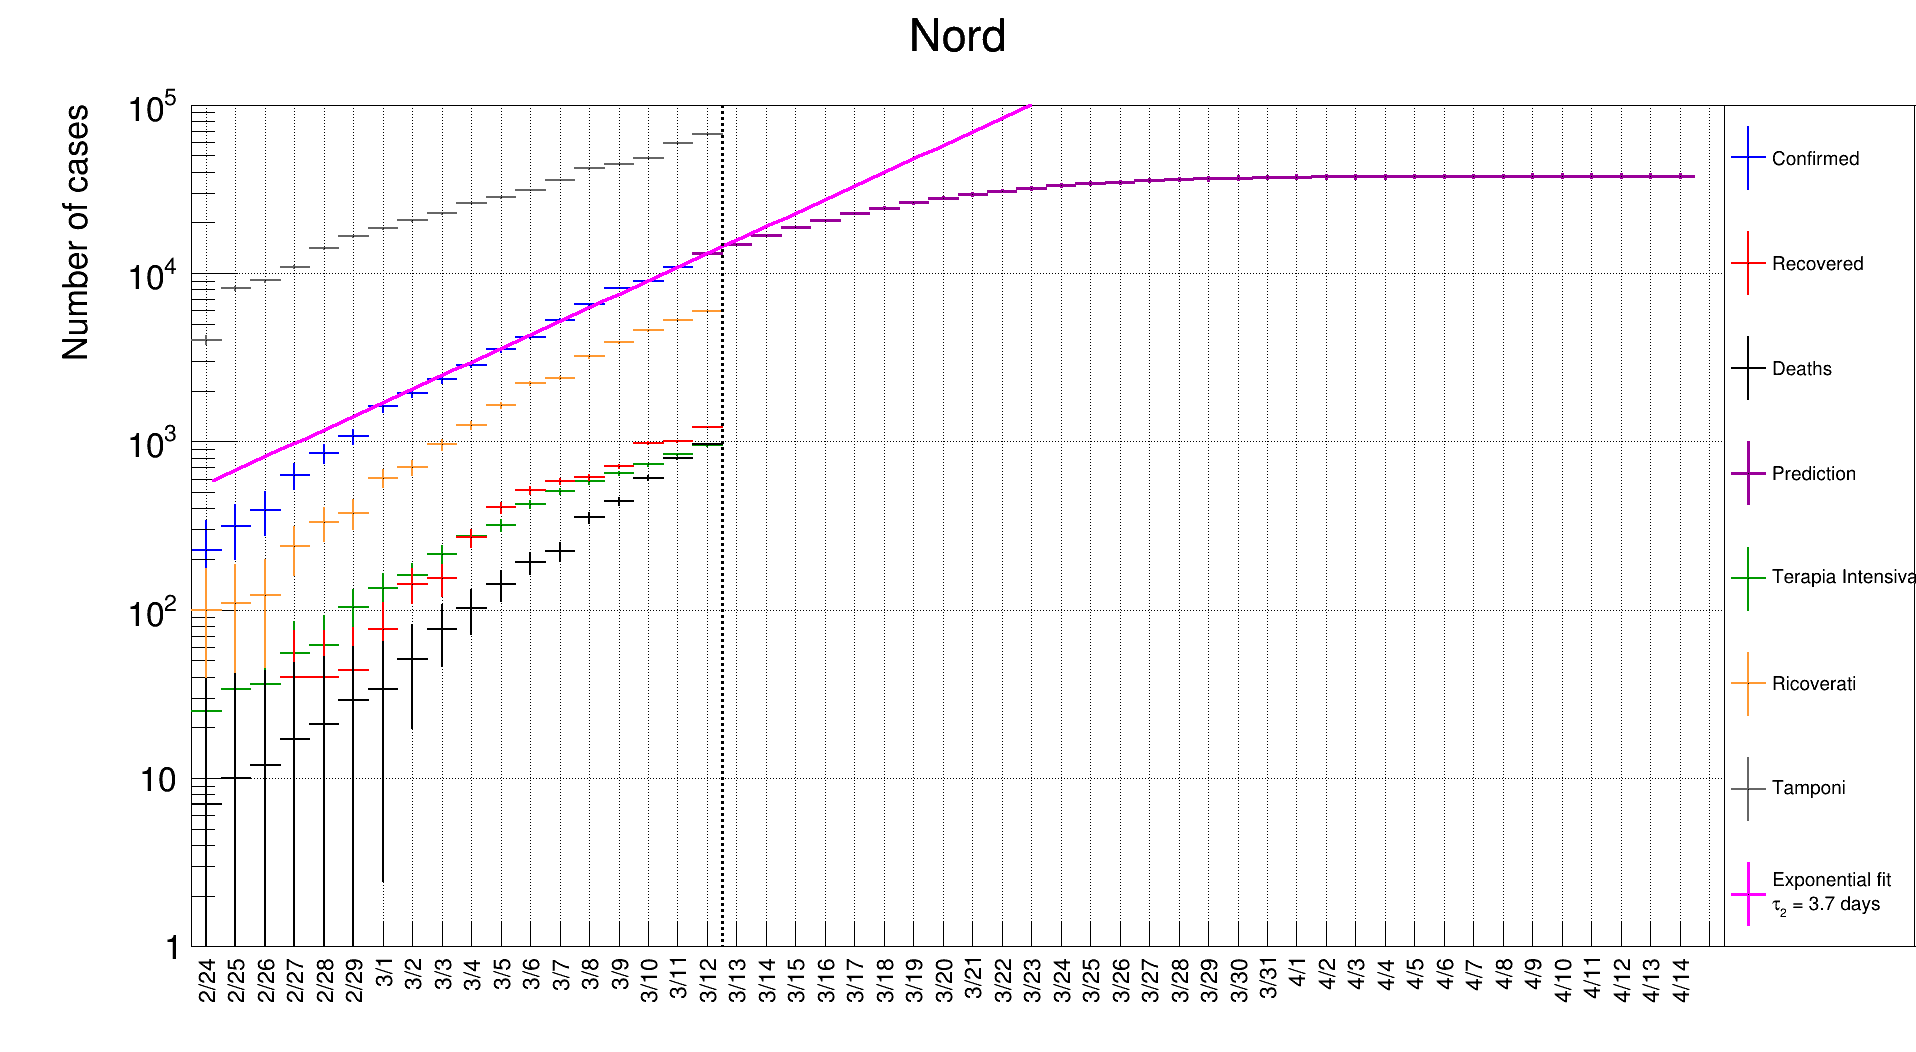 Nord
Number of cases
10^5
10^4
10^3
10^2
10
1
2/24 2/25 2/26 2/27 2/28 2/29 3/1 3/2 3/3 3/4 3/5 3/6 3/7 3/8 3/9 3/10 3/11 3/12 3/13 3/14 3/15 3/16 3/17 3/18 3/19 3/20 3/21 3/22 3/23 3/24 3/25 3/26 3/27 3/28 3/29 3/30 3/31 4/1 4/2 4/3 4/4 4/5 4/6 4/7 4/8 4/9 4/10 4/11 4/12 4/13 4/14
Confirmed
Recovered
Deaths
Prediction
Terapia Intensiva
Ricoverati
Tamponi
Exponential fit
τ_2 = 3.7 days